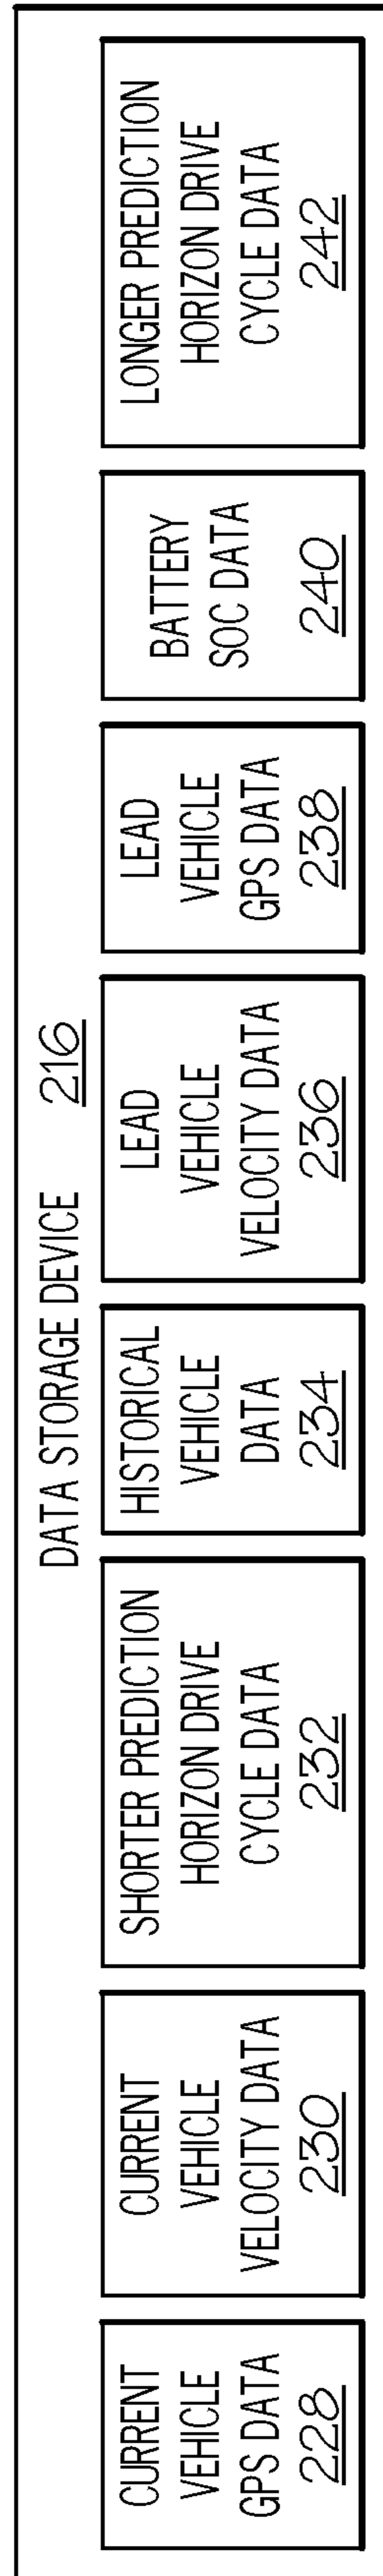 DATA STORAGE DEVICE 216
CURRENT
VEHICLE
GPS DATA
228
CURRENT
VEHICLE
VELOCITY DATA
230
SHORTER PREDICTION
HORIZON DRIVE
CYCLE DATA
232
HISTORICAL
VEHICLE
DATA
234
LEAD
VEHICLE
VELOCITY DATA
236
LEAD
VEHICLE
GPS DATA
238
BATTERY
SOC DATA
240
LONGER PREDICTION
HORIZON DRIVE
CYCLE DATA
242